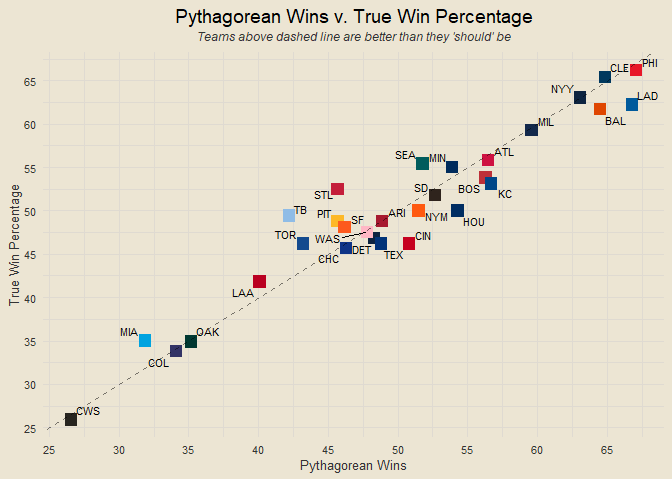 Pythagorean Wins v. True Win Percentage
Teams above dashed line are better than they 'should' be
True Win Percentage
65
60
55
50
45
40
35
30
25
PHI
CLE
LAD
NYY
BAL
MIL
ATL
SEA
MIN
BOS
KC
SD
STL
NYM
HOU
TB
PIT
SF
ARI
TOR
WAS
CIN
CHC
DET
TEX
LAA
MIA
OAK
COL
CWS
25
30
35
40
45
50
55
60
65
Pythagorean Wins